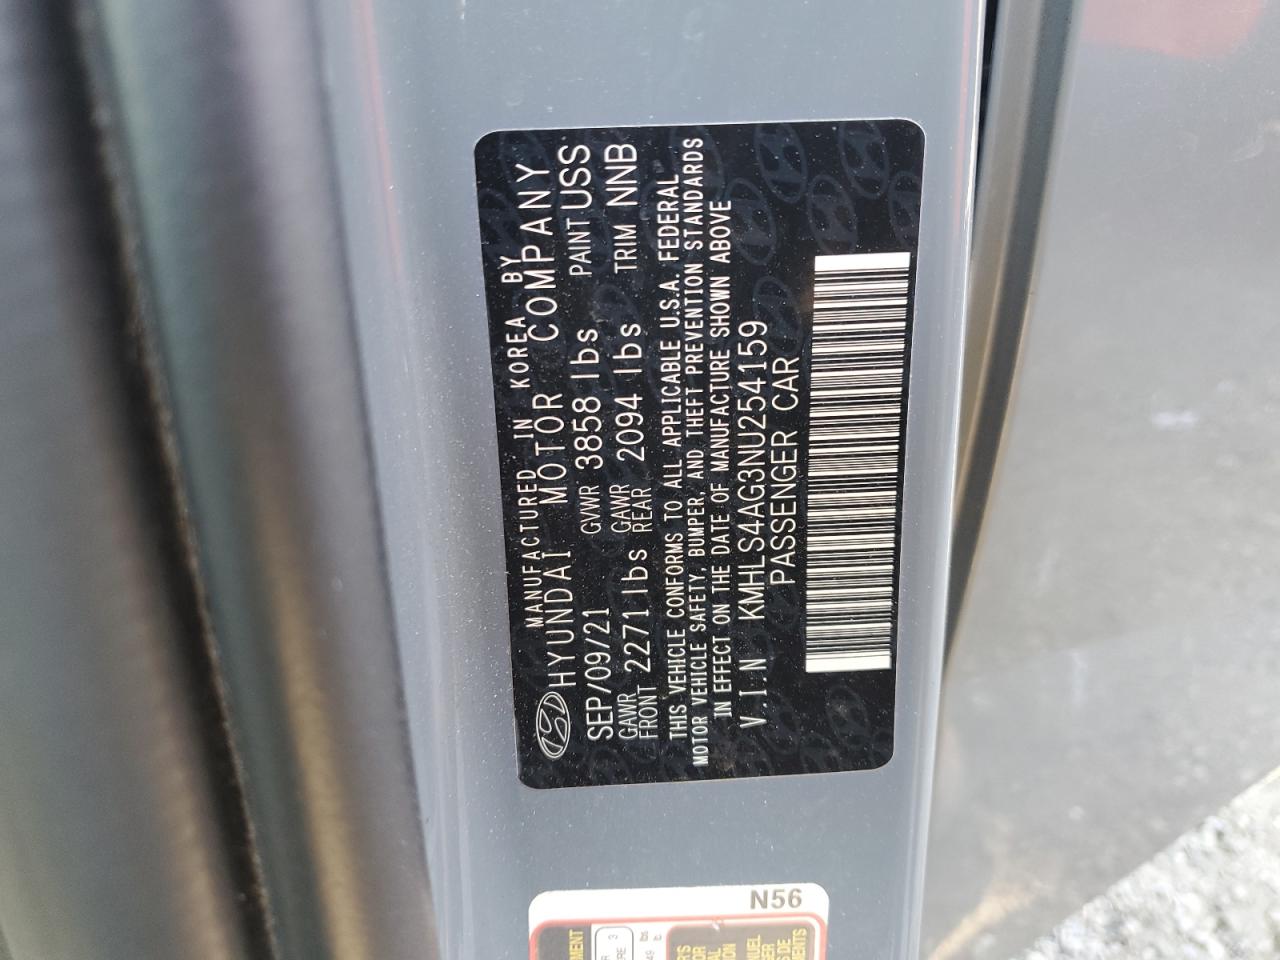 MANUFACTURED IN KOREA BY
HYUNDAI MOTOR COMPANY
SEP/09/21 GVWR 3858 lbs PAINT USS
GAWR FRONT 2271 lbs GAWR REAR 2094 lbs TRIM NNB
THIS VEHICLE CONFORMS TO ALL APPLICABLE U.S.A. FEDERAL
MOTOR VEHICLE SAFETY, BUMPER, AND THEFT PREVENTION STANDARDS
IN EFFECT ON THE DATE OF MANUFACTURE SHOWN ABOVE
V.I.N KMHLS4AG3NU254159
PASSENGER CAR
N56